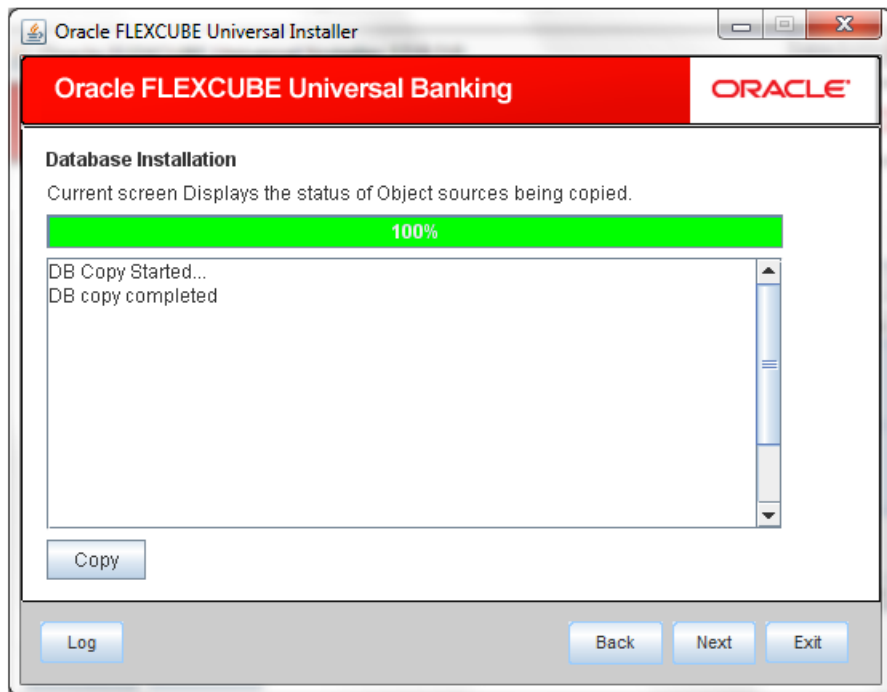 Oracle FLEXCUBE Universal Installer
Oracle FLEXCUBE Universal Banking
ORACLE
Database Installation
Current screen Displays the status of Object sources being copied.
100%
DB Copy Started...
DB copy completed
Copy
Log Back Next Exit